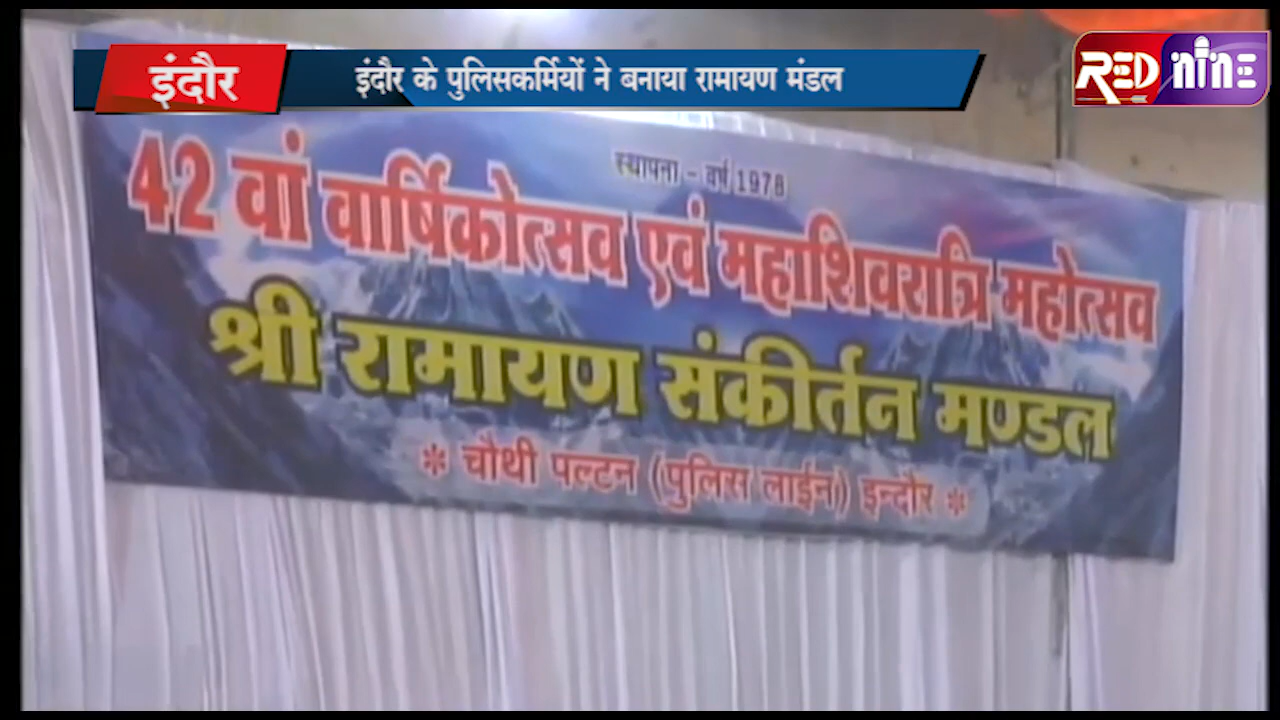 इंदौर
इंदौर के पुलिसकर्मियों ने बनाया रामायण मंडल
RED NINE
स्थापना - वर्ष 1978
42 वां वार्षिकोत्सव एवं महाशिवरात्रि महोत्सव
श्री रामायण संकीर्तन मण्डल
* चौथी पल्टन (पुलिस लाईन) इन्दौर *